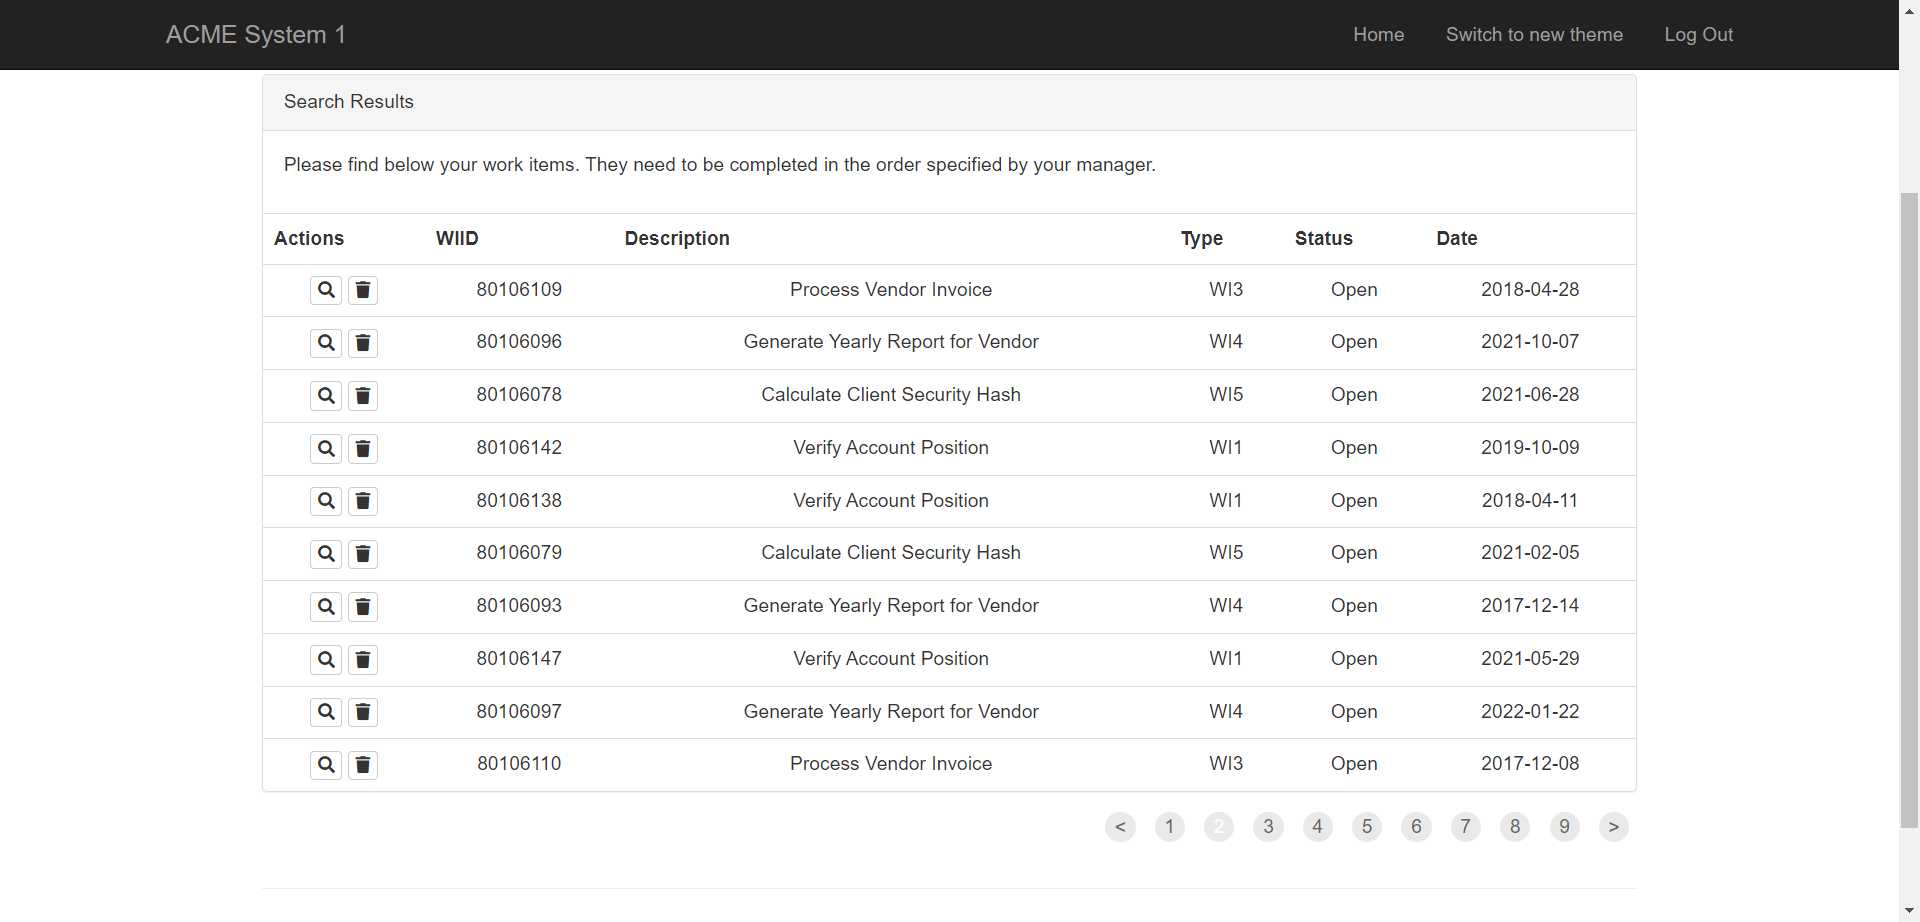 ACME System 1 Home Switch to new theme Log Out
Search Results
Please find below your work items. They need to be completed in the order specified by your manager.
Actions WIID Description Type Status Date
80106109 Process Vendor Invoice WI3 Open 2018-04-28
80106096 Generate Yearly Report for Vendor WI4 Open 2021-10-07
80106078 Calculate Client Security Hash WI5 Open 2021-06-28
80106142 Verify Account Position WI1 Open 2019-10-09
80106138 Verify Account Position WI1 Open 2018-04-11
80106079 Calculate Client Security Hash WI5 Open 2021-02-05
80106093 Generate Yearly Report for Vendor WI4 Open 2017-12-14
80106147 Verify Account Position WI1 Open 2021-05-29
80106097 Generate Yearly Report for Vendor WI4 Open 2022-01-22
80106110 Process Vendor Invoice WI3 Open 2017-12-08
< 1 2 3 4 5 6 7 8 9 >